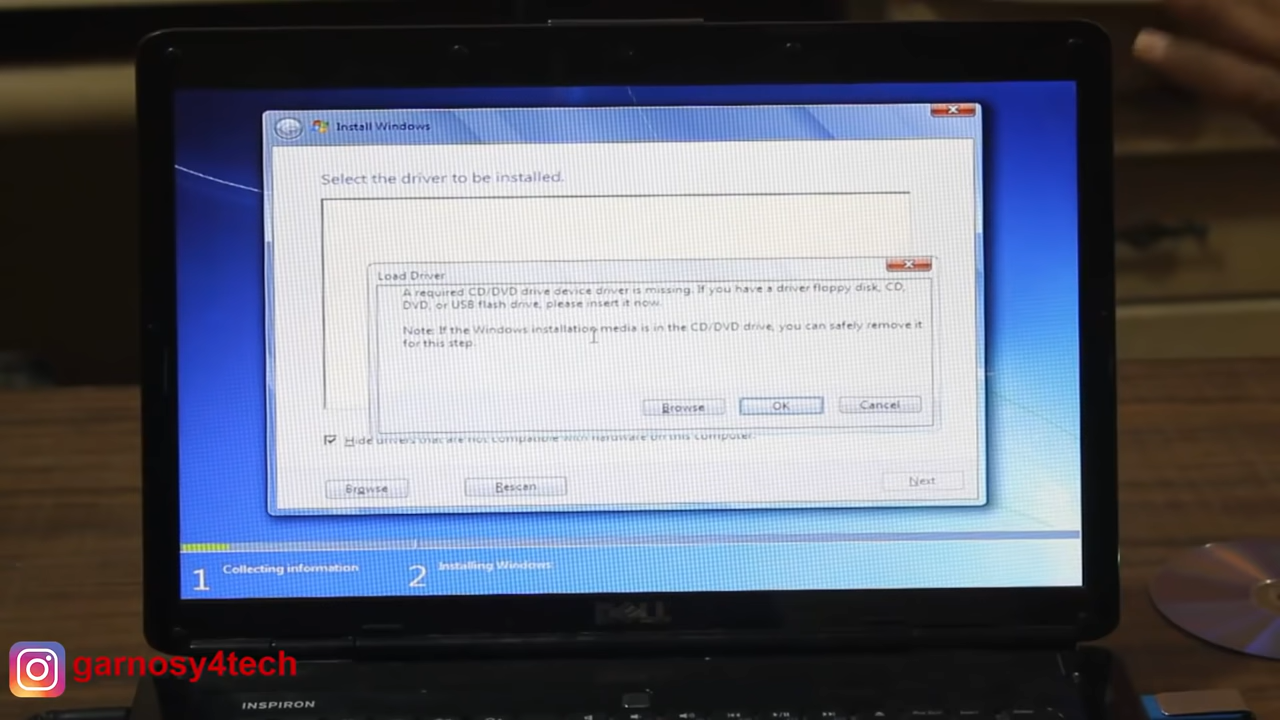 Install Windows
Select the driver to be installed.
Load Driver
A required CD/DVD drive device driver is missing. If you have a driver floppy disk, CD,
DVD, or USB flash drive, please insert it now.
Note: If the Windows installation media is in the CD/DVD drive, you can safely remove it
for this step.
Browse OK Cancel
Hide drivers that are not compatible with hardware on this computer.
Browse Rescan Next
1 Collecting information 2 Installing Windows
DELL
garnosy4tech
INSPIRON